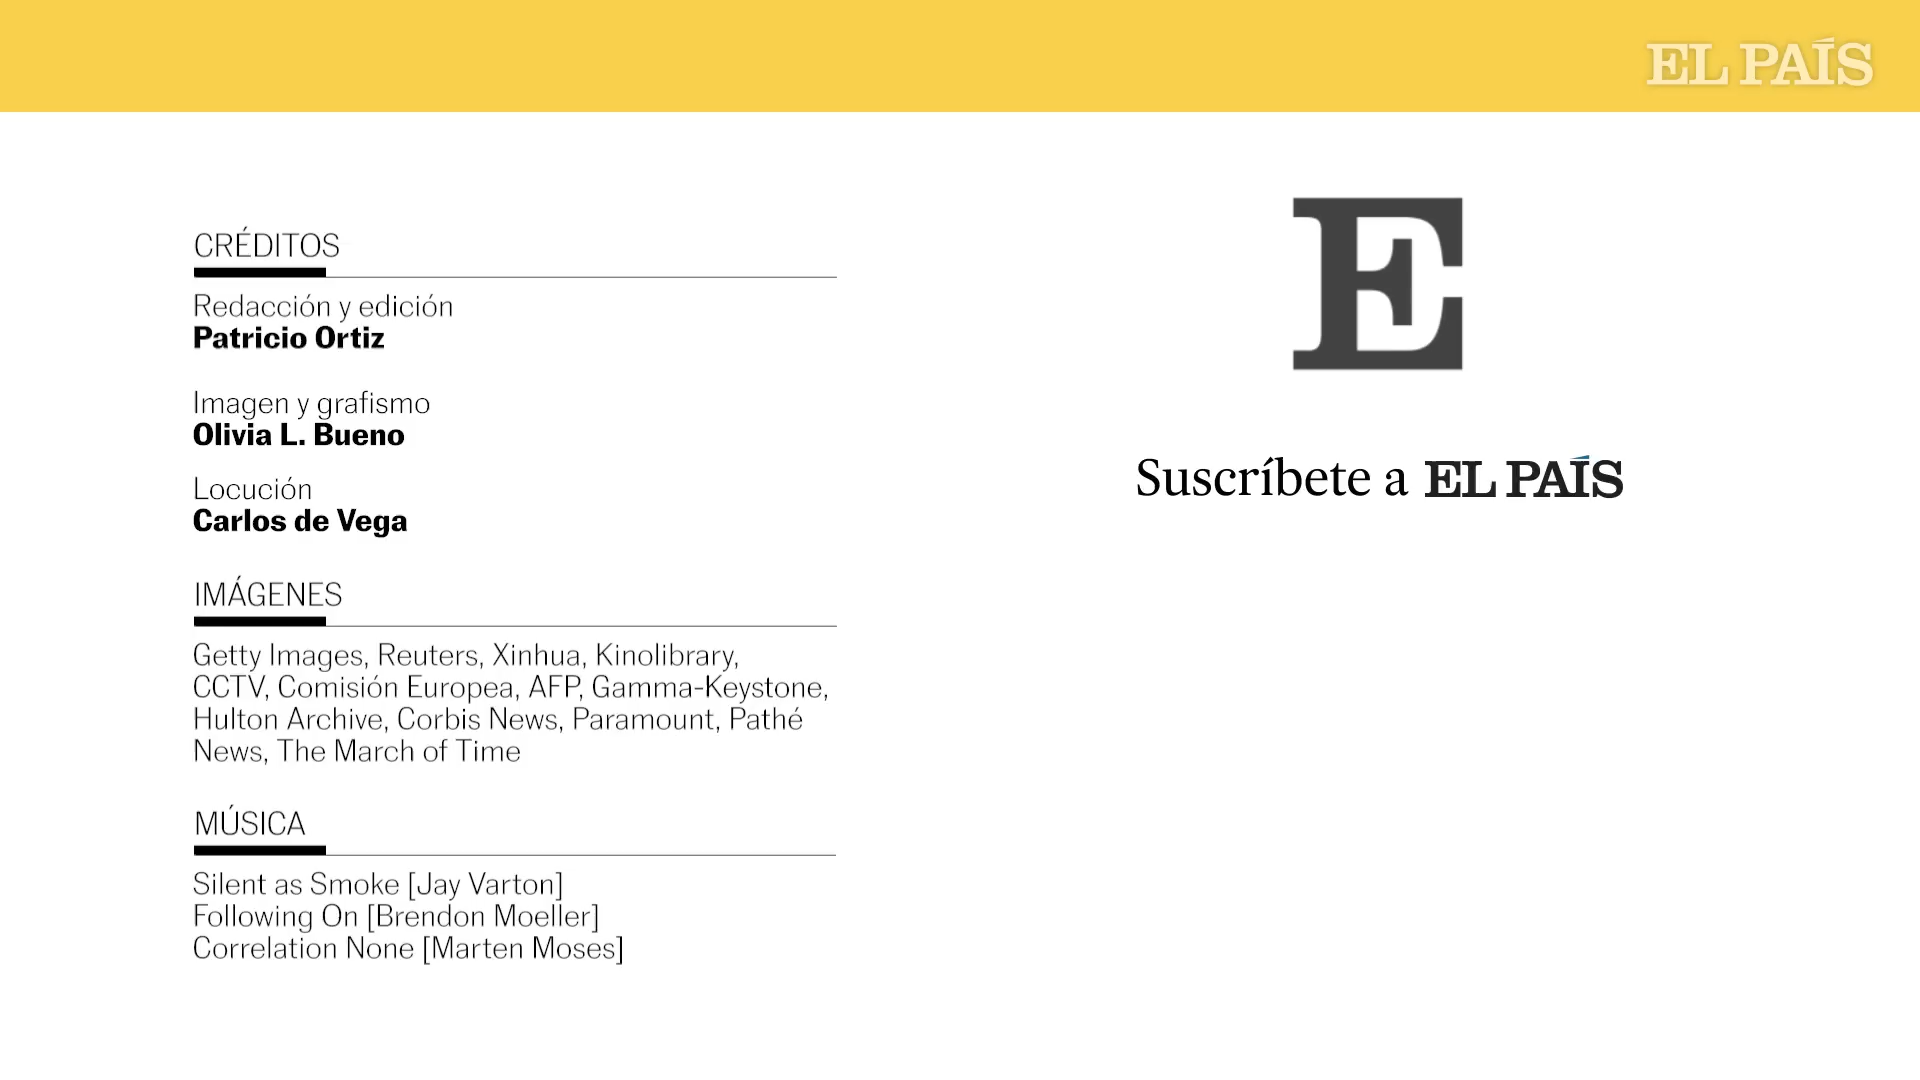 EL PAÍS
CRÉDITOS
Redacción y edición
Patricio Ortiz
Imagen y grafismo
Olivia L. Bueno
Locución
Carlos de Vega
IMÁGENES
Getty Images, Reuters, Xinhua, Kinolibrary,
CCTV, Comisión Europea, AFP, Gamma-Keystone,
Hulton Archive, Corbis News, Paramount, Pathé
News, The March of Time
MÚSICA
Silent as Smoke [Jay Varton]
Following On [Brendon Moeller]
Correlation None [Marten Moses]
E
Suscríbete a EL PAÍS